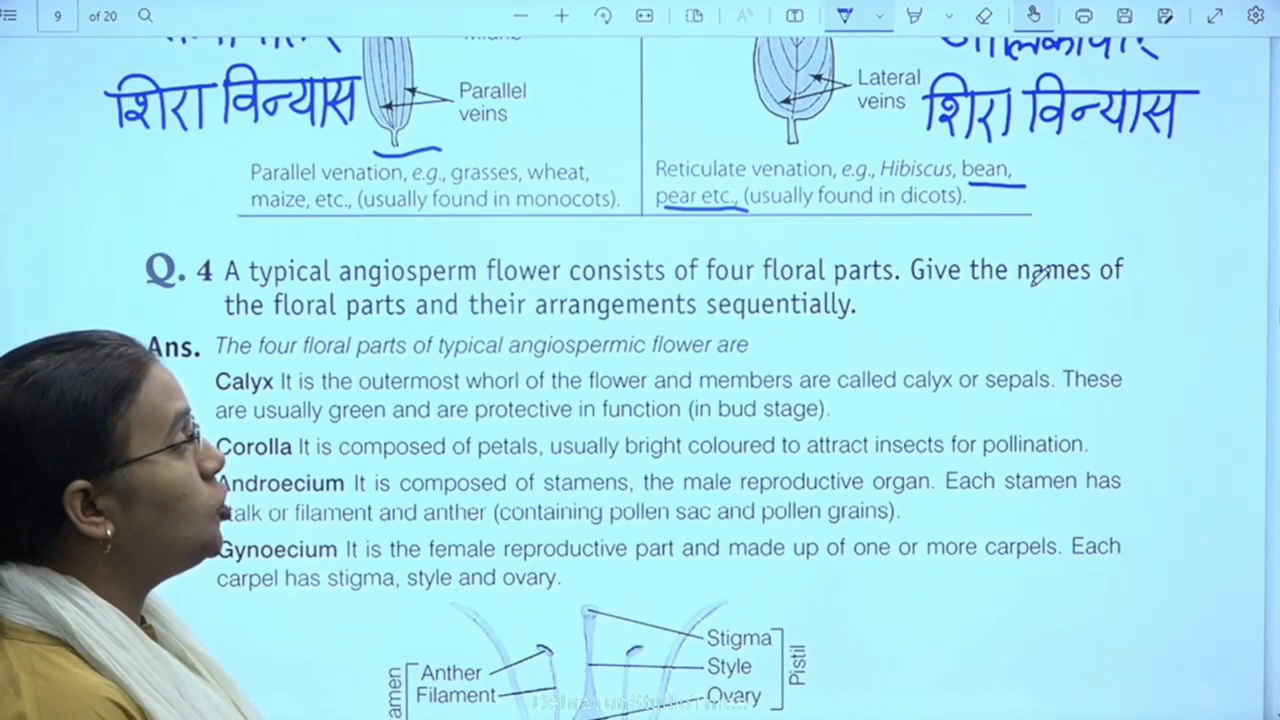 9 of 20
शिरा विन्यास
Parallel
veins
Lateral
veins
शिरा विन्यास
Parallel venation, e.g., grasses, wheat,
maize, etc., (usually found in monocots).
Reticulate venation, e.g., Hibiscus, bean,
pear etc., (usually found in dicots).
Q. 4 A typical angiosperm flower consists of four floral parts. Give the names of
the floral parts and their arrangements sequentially.
Ans. The four floral parts of typical angiospermic flower are
Calyx It is the outermost whorl of the flower and members are called calyx or sepals. These
are usually green and are protective in function (in bud stage).
Corolla It is composed of petals, usually bright coloured to attract insects for pollination.
Androecium It is composed of stamens, the male reproductive organ. Each stamen has
stalk or filament and anther (containing pollen sac and pollen grains).
Gynoecium It is the female reproductive part and made up of one or more carpels. Each
carpel has stigma, style and ovary.
Stigma
Anther
Style
Filament
Ovary
Pistil